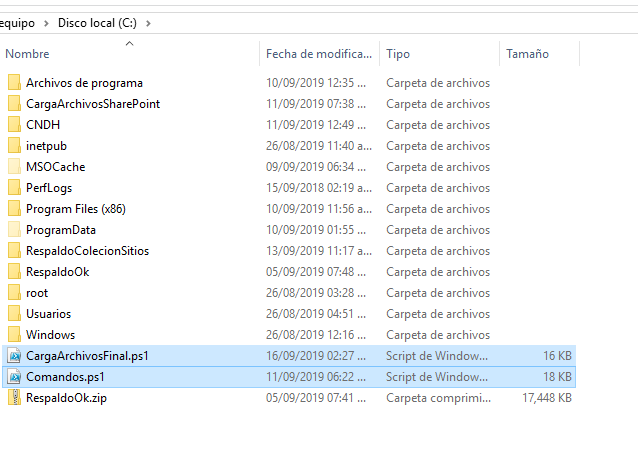 equipo > Disco local (C:) >
Nombre Fecha de modifica... Tipo Tamaño
Archivos de programa 10/09/2019 12:35 ... Carpeta de archivos
CargaArchivosSharePoint 11/09/2019 07:38 ... Carpeta de archivos
CNDH 11/09/2019 12:49 ... Carpeta de archivos
inetpub 26/08/2019 11:40 a... Carpeta de archivos
MSOCache 09/09/2019 06:34 ... Carpeta de archivos
PerfLogs 15/09/2018 02:19 a... Carpeta de archivos
Program Files (x86) 10/09/2019 11:56 a... Carpeta de archivos
ProgramData 10/09/2019 01:55 ... Carpeta de archivos
RespaldoColecionSitios 13/09/2019 11:17 a... Carpeta de archivos
RespaldoOk 05/09/2019 07:48 ... Carpeta de archivos
root 26/08/2019 03:28 ... Carpeta de archivos
Usuarios 26/08/2019 04:51 ... Carpeta de archivos
Windows 26/08/2019 12:16 ... Carpeta de archivos
CargaArchivosFinal.ps1 16/09/2019 02:27 ... Script de Window... 16 KB
Comandos.ps1 11/09/2019 06:22 ... Script de Window... 18 KB
RespaldoOk.zip 05/09/2019 07:41 ... Carpeta comprimi... 17,448 KB